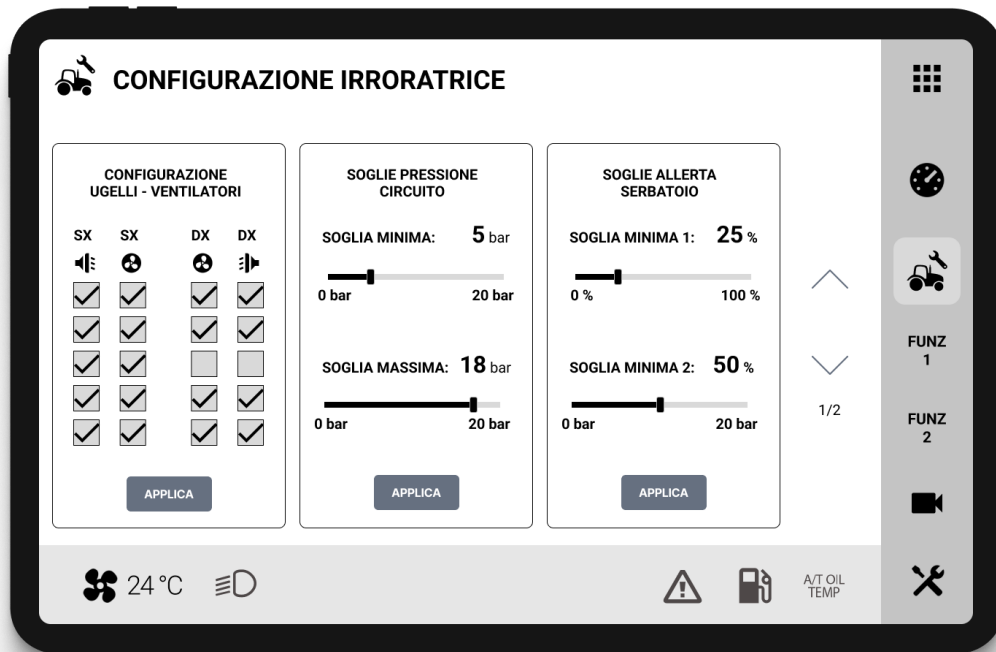 CONFIGURAZIONE IRRORATRICE
CONFIGURAZIONE
UGELLI - VENTILATORI
SX SX DX DX
APPLICA
SOGLIE PRESSIONE
CIRCUITO
SOGLIA MINIMA: 5 bar
0 bar 20 bar
SOGLIA MASSIMA: 18 bar
0 bar 20 bar
APPLICA
SOGLIE ALLERTA
SERBATOIO
SOGLIA MINIMA 1: 25 %
0 % 100 %
SOGLIA MINIMA 2: 50 %
0 bar 20 bar
APPLICA
1/2
FUNZ
1
FUNZ
2
24 °C
A/T OIL
TEMP